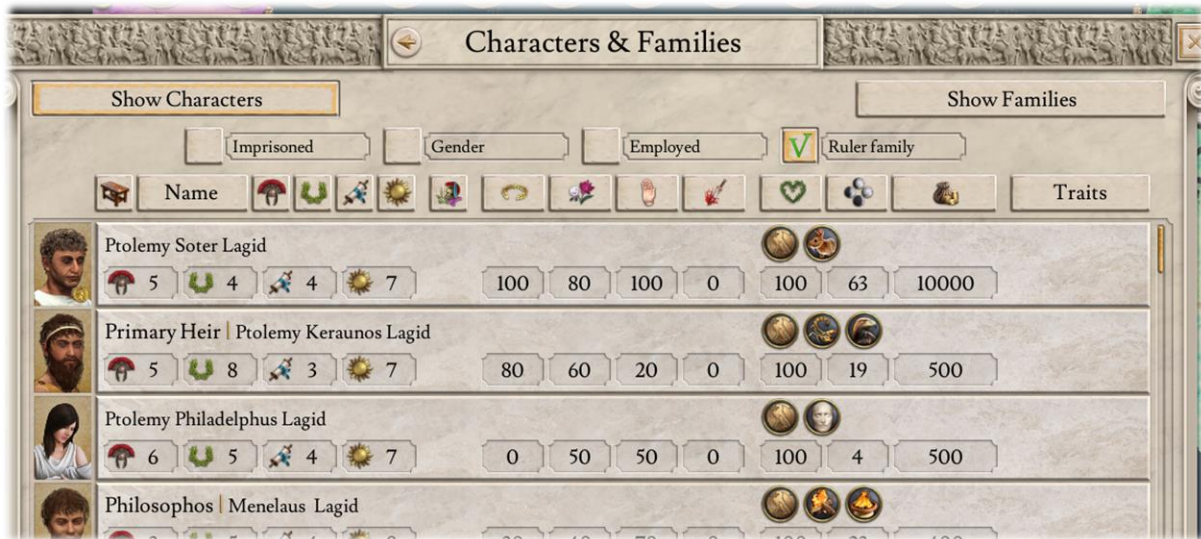 Characters & Families
Show Characters Show Families
Imprisoned Gender Employed V Ruler family
Name Traits
Ptolemy Soter Lagid
5 4 4 7 100 80 100 0 100 63 10000
Primary Heir | Ptolemy Keraunos Lagid
5 8 3 7 80 60 20 0 100 19 500
Ptolemy Philadelphus Lagid
6 5 4 7 0 50 50 0 100 4 500
Philosophos | Menelaus Lagid